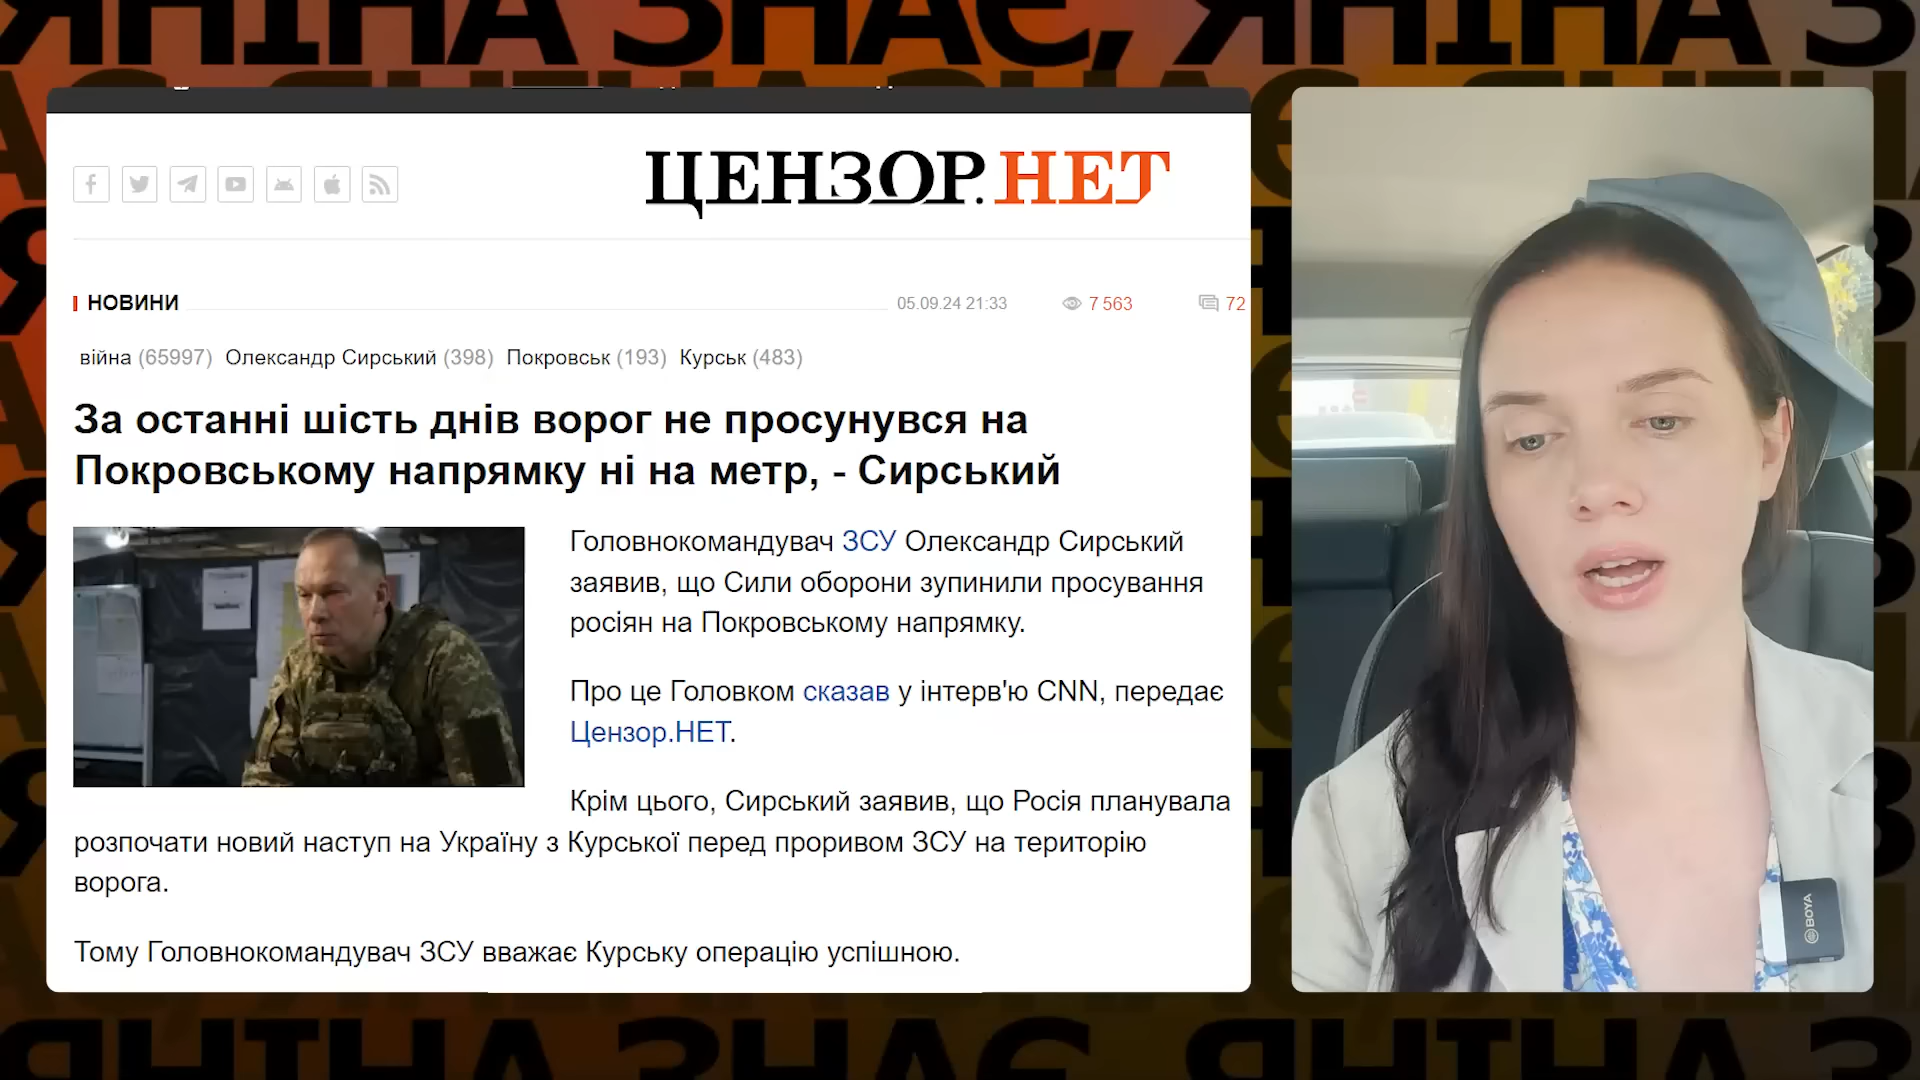 ЯНІНА ЗНАЄ, ЯНІНА З
ЦЕНЗОР.НЕТ
НОВИНИ
05.09.24 21:33
7 563
72
війна (65997) Олександр Сирський (398) Покровськ (193) Курськ (483)
За останні шість днів ворог не просунувся на
Покровському напрямку ні на метр, - Сирський
Головнокомандувач ЗСУ Олександр Сирський
заявив, що Сили оборони зупинили просування
росіян на Покровському напрямку.
Про це Головком сказав у інтерв'ю CNN, передає
Цензор.НЕТ.
Крім цього, Сирський заявив, що Росія планувала
розпочати новий наступ на Україну з Курської перед проривом ЗСУ на територію
ворога.
Тому Головнокомандувач ЗСУ вважає Курську операцію успішною.
BOYA
ЯНІНА ЗНАЄ, ЯНІНА З